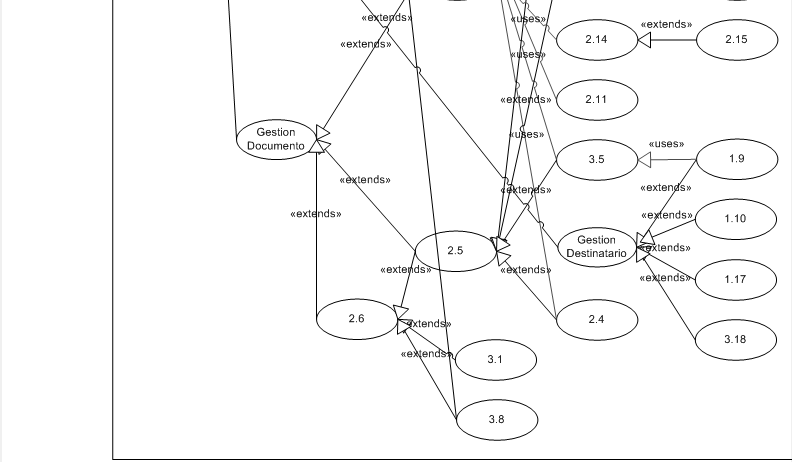 «extends»
«uses»
«extends»
2.14
2.15
«extends»
«uses»
«extends»
2.11
Gestion
Documento
«uses»
«uses»
3.5
1.9
«extends»
«extends»
«extends»
«extends»
«extends»
1.10
Gestion
Destinatario
«extends»
2.5
«extends»
«extends»
«extends»
1.17
2.6
«extends»
2.4
3.18
«extends»
3.1
3.8